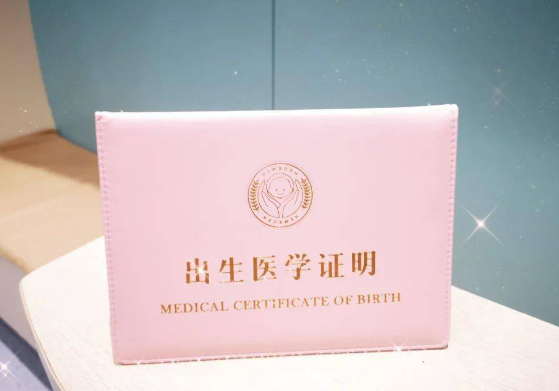 出生医学证明
MEDICAL CERTIFICATE OF BIRTH